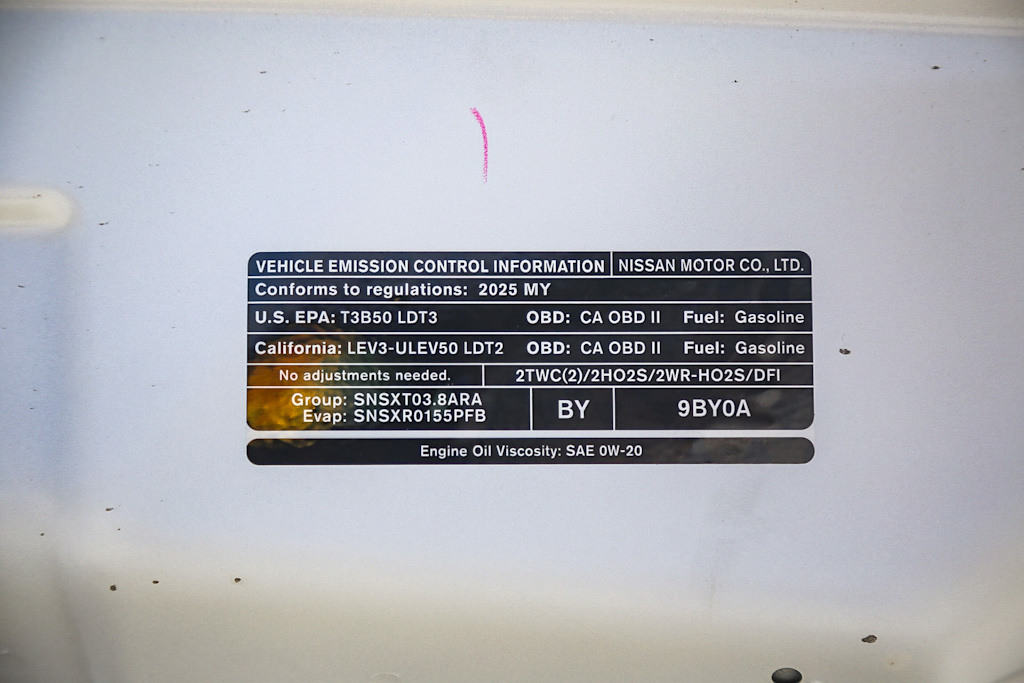 VEHICLE EMISSION CONTROL INFORMATION NISSAN MOTOR CO., LTD.
Conforms to regulations: 2025 MY
U.S. EPA: T3B50 LDT3 OBD: CA OBD II Fuel: Gasoline
California: LEV3-ULEV50 LDT2 OBD: CA OBD II Fuel: Gasoline
No adjustments needed. 2TWC(2)/2HO2S/2WR-HO2S/DFI
Group: SNSXT03.8ARA
Evap: SNSXR0155PFB
BY 9BY0A
Engine Oil Viscosity: SAE 0W-20